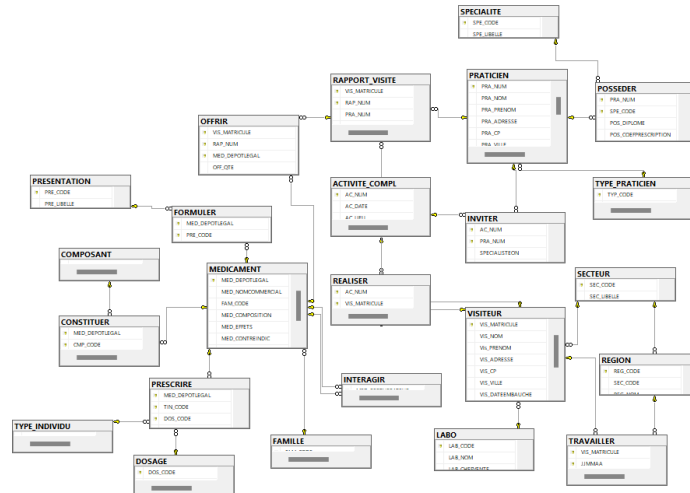 SPECIALITE
SPE_CODE
SPE_LIBELLE
RAPPORT_VISITE
VIS_MATRICULE
RAP_NUM
PRA_NUM
PRATICIEN
PRA_NUM
PRA_NOM
PRA_PRENOM
PRA_ADRESSE
PRA_CP
PRA_VILLE
POSSEDER
PRA_NUM
SPE_CODE
POS_DIPLOME
POS_COEFPRESCRIPTION
OFFRIR
VIS_MATRICULE
RAP_NUM
MED_DEPOTLEGAL
OFF_QTE
PRESENTATION
PRE_CODE
PRE_LIBELLE
ACTIVITE_COMPL
AC_NUM
AC_DATE
AC_LIEU
TYPE_PRATICIEN
TYP_CODE
FORMULER
MED_DEPOTLEGAL
PRE_CODE
INVITER
AC_NUM
PRA_NUM
SPECIALISTEON
COMPOSANT
MEDICAMENT
MED_DEPOTLEGAL
MED_NOMCOMMERCIAL
FAM_CODE
MED_COMPOSITION
MED_EFFETS
MED_CONTREINDIC
REALISER
AC_NUM
VIS_MATRICULE
SECTEUR
SEC_CODE
SEC_LIBELLE
CONSTITUER
MED_DEPOTLEGAL
CMP_CODE
VISITEUR
VIS_MATRICULE
VIS_NOM
Vis_PRENOM
VIS_ADRESSE
VIS_CP
VIS_VILLE
VIS_DATEEMBAUCHE
REGION
REG_CODE
SEC_CODE
PRESCRIRE
MED_DEPOTLEGAL
TIN_CODE
DOS_CODE
INTERAGIR
TYPE_INDIVIDU
FAMILLE
LABO
LAB_CODE
LAB_NOM
LAB_CHEFVENTE
TRAVAILLER
VIS_MATRICULE
JJMMAA
DOSAGE
DOS_CODE